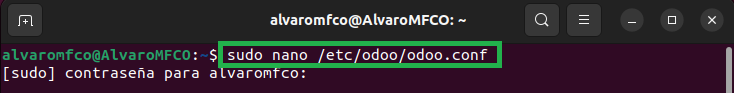 alvaromfco@AlvaroMFCO: ~
alvaromfco@AlvaroMFCO:~$ sudo nano /etc/odoo/odoo.conf
[sudo] contraseña para alvaromfco: